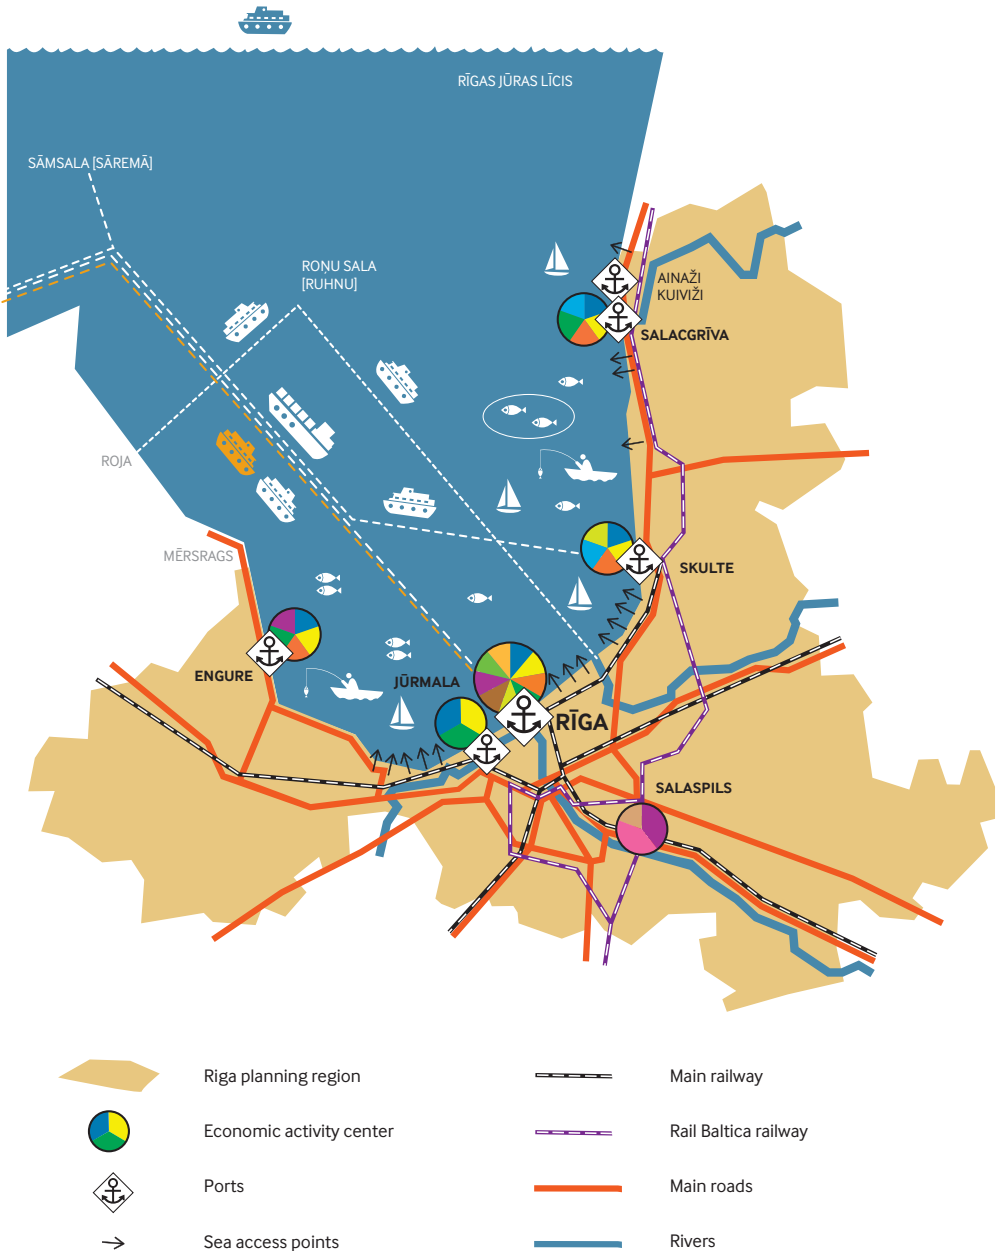 RĪGAS JŪRAS LĪCIS
SĀMSALA [SĀREMĀ]
ROŅU SALA
[RUHNU]
AINAŽI
KUIVIŽI
SALACGRĪVA
ROJA
MĒRSRAGS
SKULTE
ENGURE
JŪRMALA
RĪGA
SALASPILS
Riga planning region
Main railway
Economic activity center
Rail Baltica railway
Ports
Main roads
Sea access points
Rivers